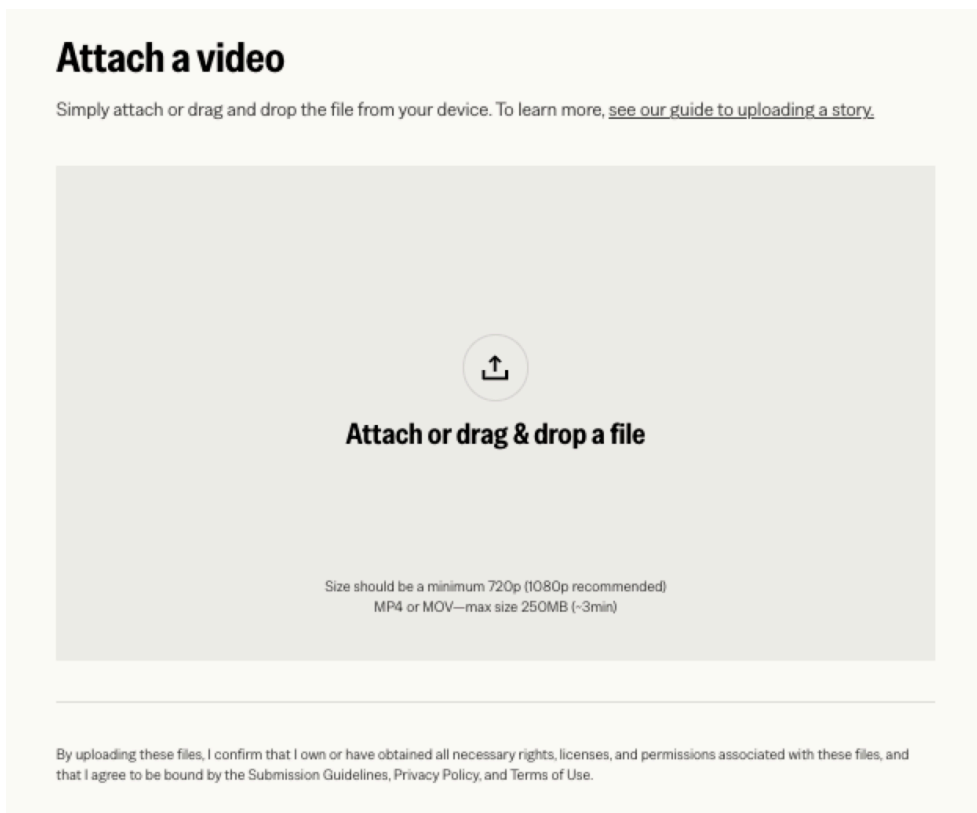 Attach a video
Simply attach or drag and drop the file from your device. To learn more, see our guide to uploading a story.
Attach or drag & drop a file
Size should be a minimum 720p (1080p recommended)
MP4 or MOV—max size 250MB (~3min)
By uploading these files, I confirm that I own or have obtained all necessary rights, licenses, and permissions associated with these files, and
that I agree to be bound by the Submission Guidelines, Privacy Policy, and Terms of Use.